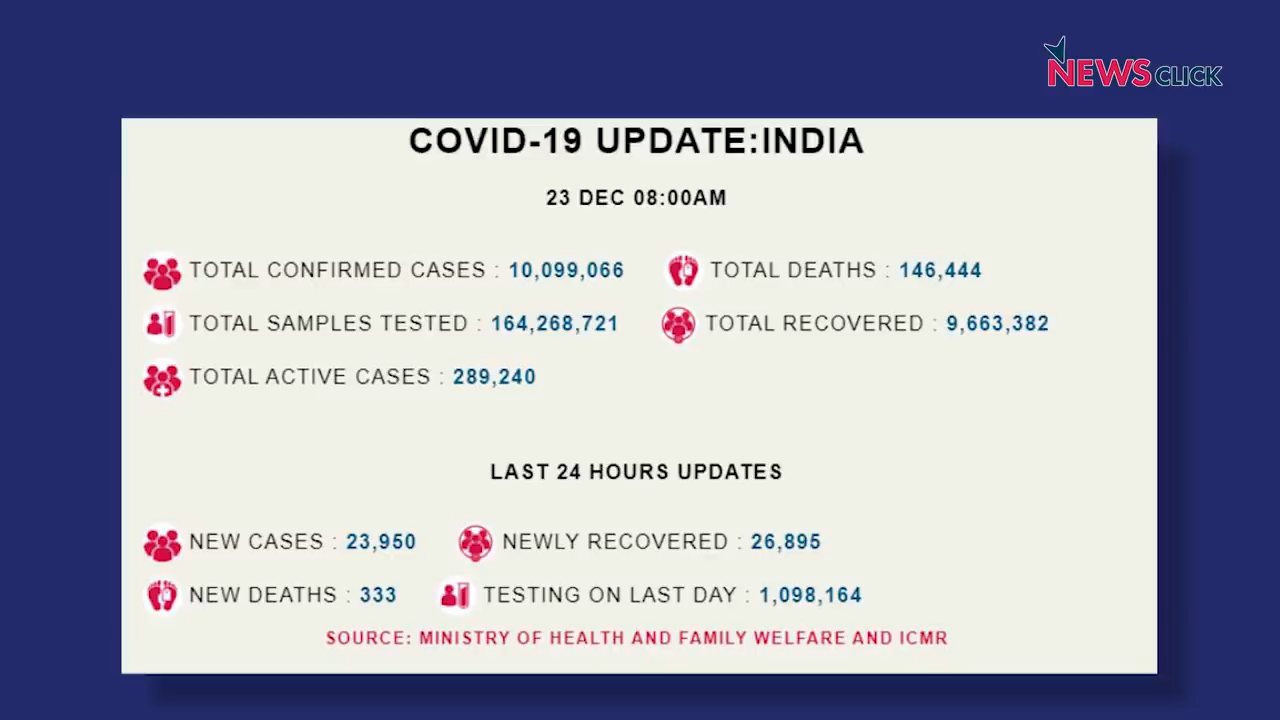 NEWSCLICK
COVID-19 UPDATE:INDIA
23 DEC 08:00AM
TOTAL CONFIRMED CASES : 10,099,066 TOTAL DEATHS : 146,444
TOTAL SAMPLES TESTED : 164,268,721 TOTAL RECOVERED : 9,663,382
TOTAL ACTIVE CASES : 289,240
LAST 24 HOURS UPDATES
NEW CASES : 23,950 NEWLY RECOVERED : 26,895
NEW DEATHS : 333 TESTING ON LAST DAY : 1,098,164
SOURCE: MINISTRY OF HEALTH AND FAMILY WELFARE AND ICMR